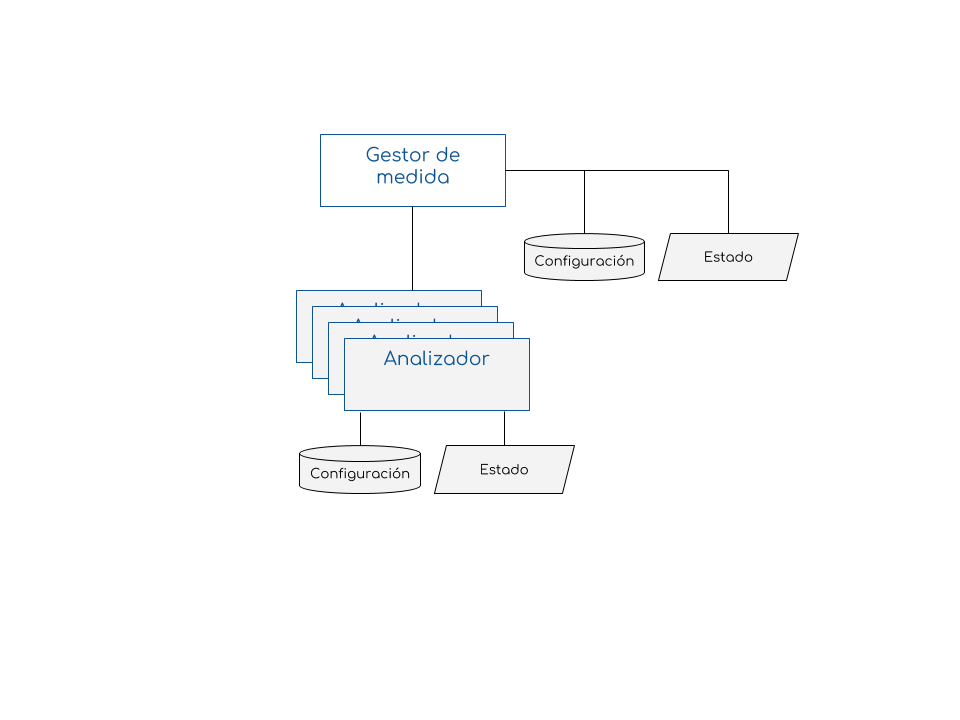 Gestor de
medida
Configuración
Estado
Analizador
Configuración
Estado